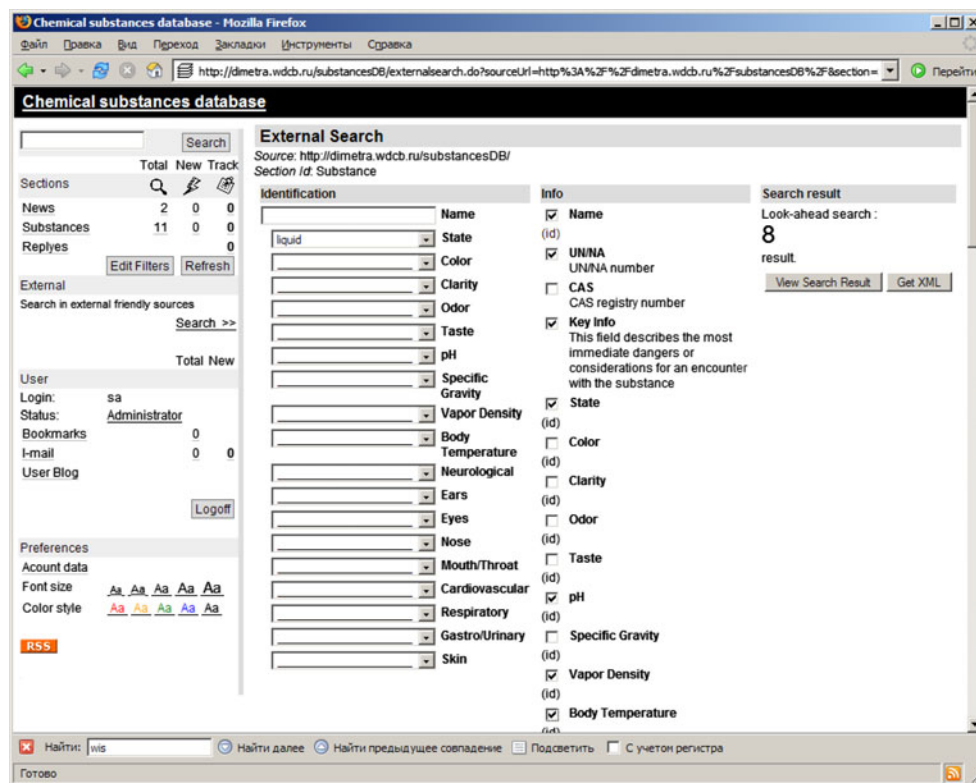 Chemical substances database - Mozilla Firefox
Файл Правка Вид Переход Закладки Инструменты Справка
http://dimetra.wdcb.ru/substancesDB/externalsearch.do?sourceUrl=http%3A%2F%2Fdimetra.wdcb.ru%2FsubstancesDB%2F&section= Перейти
Chemical substances database
Search
Total New Track
Sections
News 2 0 0
Substances 11 0 0
Replyes 0
Edit Filters Refresh
External
Search in external friendly sources
Search >>
Total New
User
Login: sa
Status: Administrator
Bookmarks 0
I-mail 0 0
User Blog
Logoff
Preferences
Acount data
Font size Aa Aa Aa Aa Aa
Color style Aa Aa Aa Aa Aa
RSS
External Search
Source: http://dimetra.wdcb.ru/substancesDB/
Section Id: Substance
Identification
Name
liquid State
Color
Clarity
Odor
Taste
pH
Specific
Gravity
Vapor Density
Body
Temperature
Neurological
Ears
Eyes
Nose
Mouth/Throat
Cardiovascular
Respiratory
Gastro/Urinary
Skin
Info
Name
(id)
UN/NA
UN/NA number
CAS
CAS registry number
Key Info
This field describes the most
immediate dangers or
considerations for an encounter
with the substance
State
(id)
Color
(id)
Clarity
(id)
Odor
(id)
Taste
(id)
pH
(id)
Specific Gravity
(id)
Vapor Density
(id)
Body Temperature
(id)
Search result
Look-ahead search :
8
result.
View Search Result Get XML
Найти: wis Найти далее Найти предыдущее совпадение Подсветить С учетом регистра
Готово